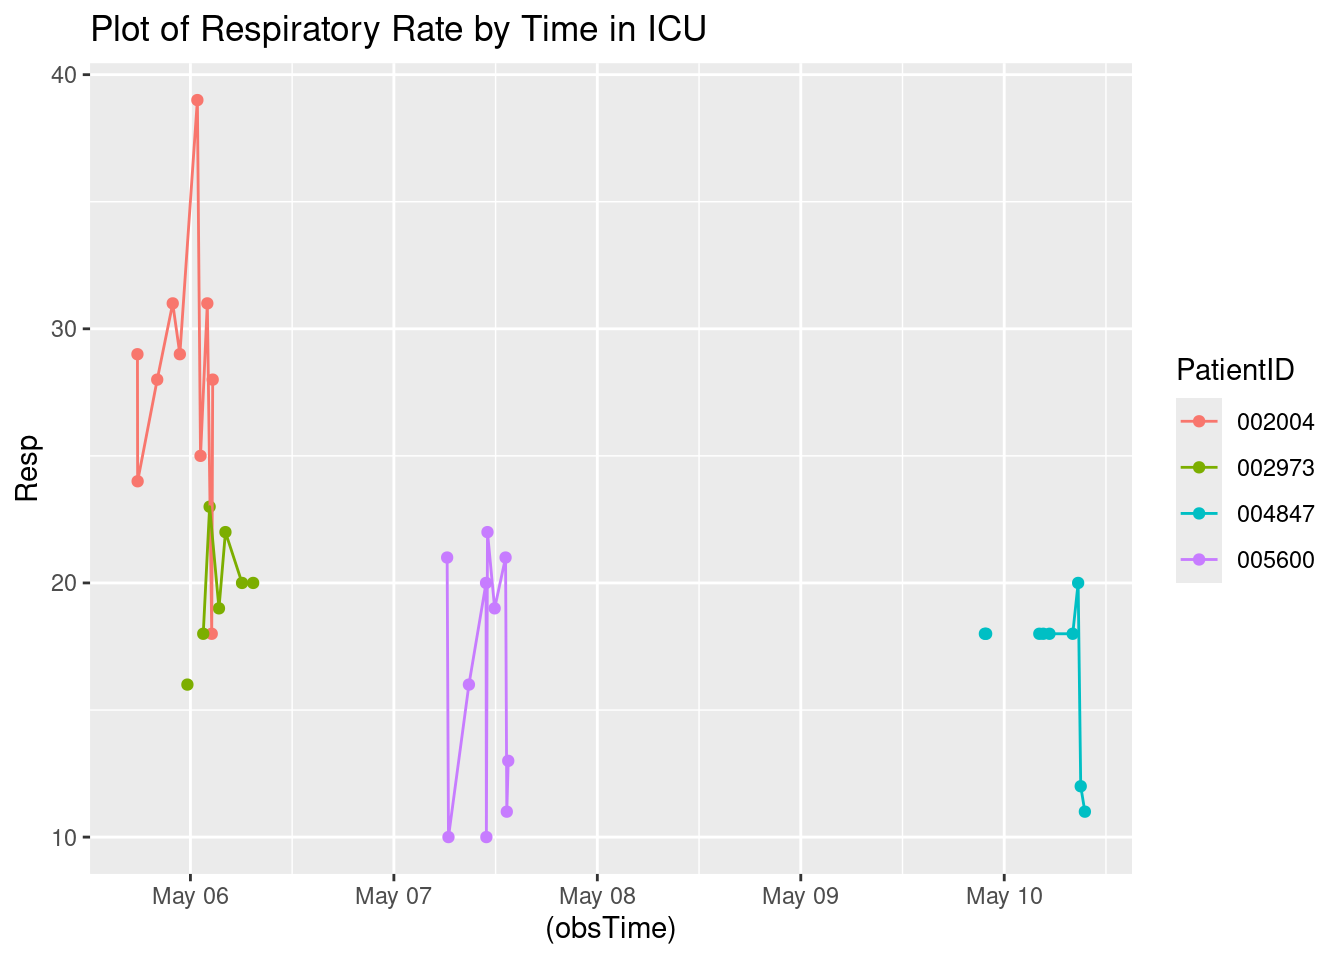 Plot of Respiratory Rate by Time in ICU
40
30
20
10
Resp
May 06
May 07
May 08
May 09
May 10
(obsTime)
PatientID
002004
002973
004847
005600